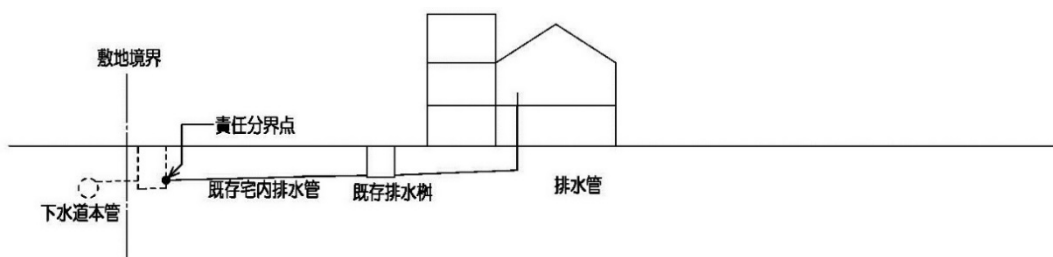 敷地境界
責任分界点
既存宅内排水管
既存排水桝
排水管
下水道本管